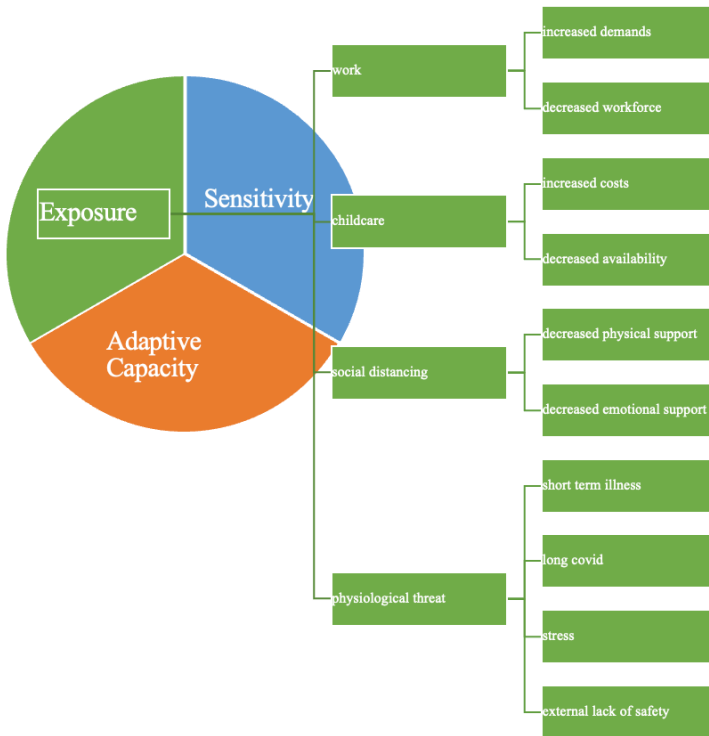 Exposure
Sensitivity
Adaptive
Capacity
work
increased demands
decreased workforce
childcare
increased costs
decreased availability
social distancing
decreased physical support
decreased emotional support
physiological threat
short term illness
long covid
stress
external lack of safety